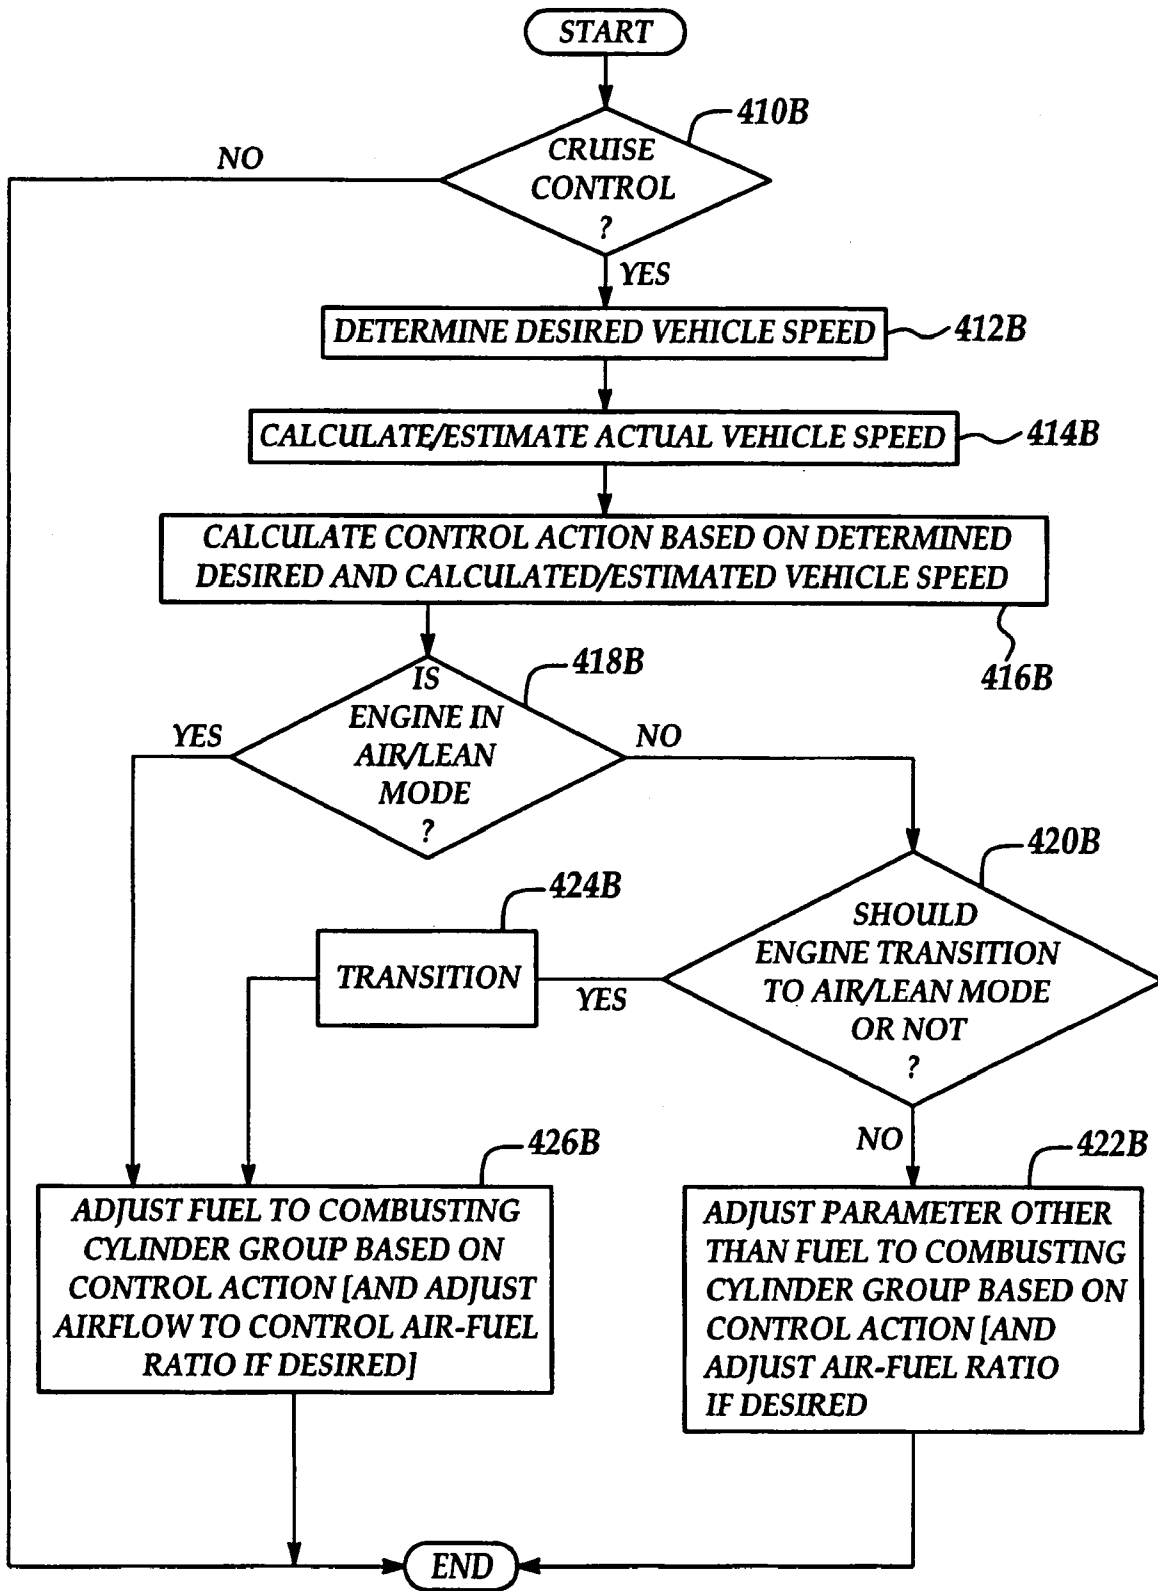 START
410B
CRUISE
CONTROL
?
NO
YES
DETERMINE DESIRED VEHICLE SPEED
412B
CALCULATE/ESTIMATE ACTUAL VEHICLE SPEED
414B
CALCULATE CONTROL ACTION BASED ON DETERMINED
DESIRED AND CALCULATED/ESTIMATED VEHICLE SPEED
416B
418B
IS
ENGINE IN
AIR/LEAN
MODE
?
YES
NO
420B
SHOULD
ENGINE TRANSITION
TO AIR/LEAN MODE
OR NOT
?
424B
TRANSITION
YES
NO
426B
ADJUST FUEL TO COMBUSTING
CYLINDER GROUP BASED ON
CONTROL ACTION [AND ADJUST
AIRFLOW TO CONTROL AIR-FUEL
RATIO IF DESIRED]
422B
ADJUST PARAMETER OTHER
THAN FUEL TO COMBUSTING
CYLINDER GROUP BASED ON
CONTROL ACTION [AND
ADJUST AIR-FUEL RATIO
IF DESIRED
END